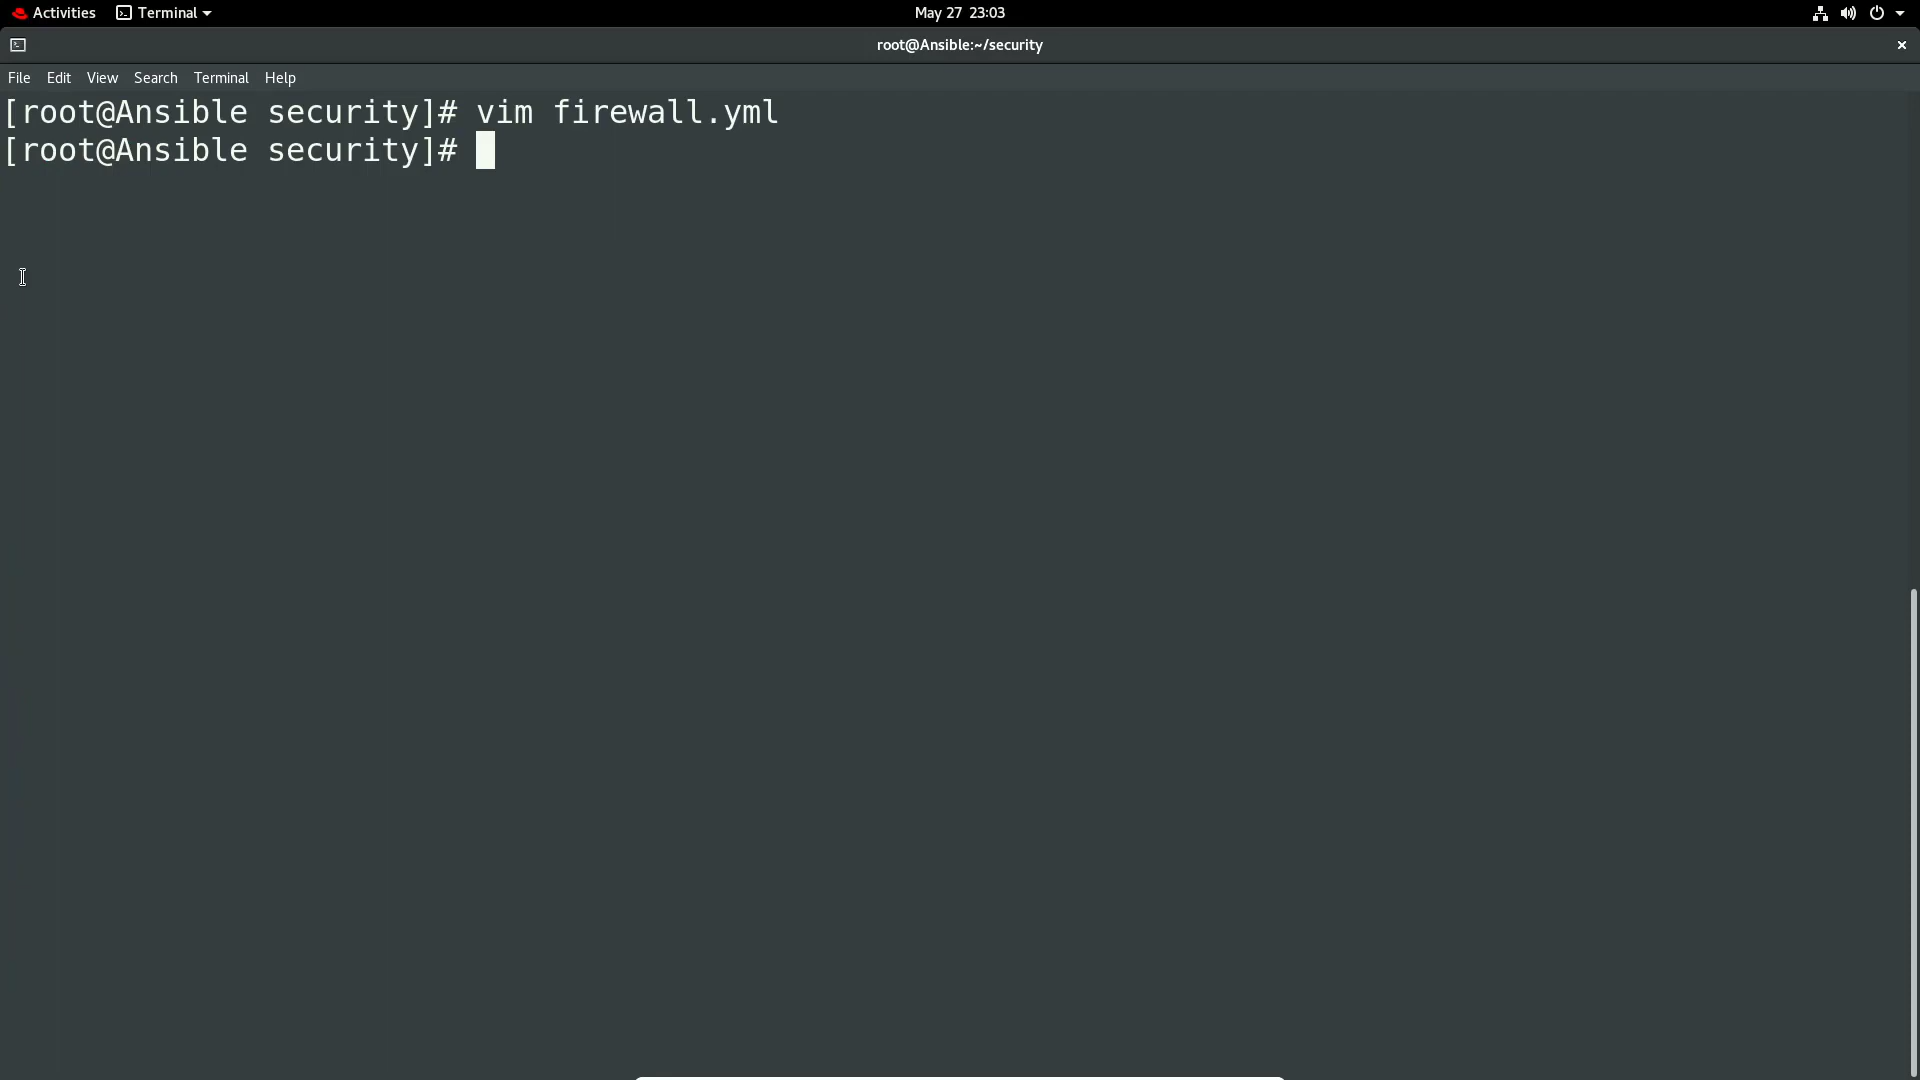 Activities Terminal May 27 23:03
root@Ansible:~/security
File Edit View Search Terminal Help
[root@Ansible security]# vim firewall.yml
[root@Ansible security]#